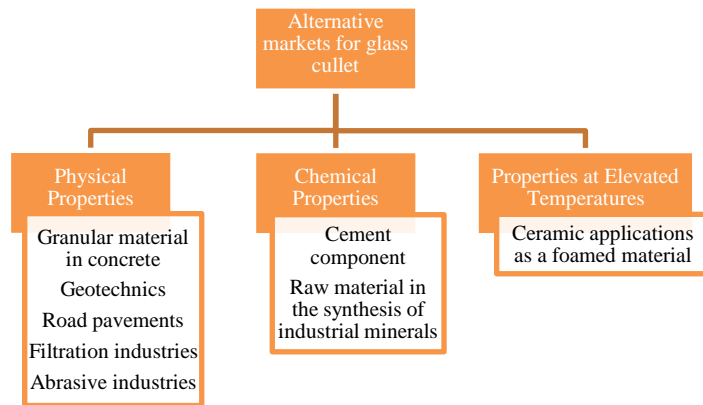 Alternative
markets for glass
cullet
Physical
Properties
Granular material
in concrete
Geotechnics
Road pavements
Filtration industries
Abrasive industries
Chemical
Properties
Cement
component
Raw material in
the synthesis of
industrial minerals
Properties at Elevated
Temperatures
Ceramic applications
as a foamed material